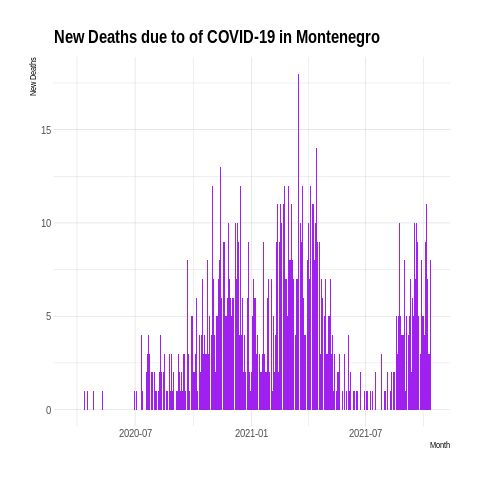 New Deaths due to of COVID-19 in Montenegro
New Deaths
15
10
5
0
2020-07 2021-01 2021-07
Month